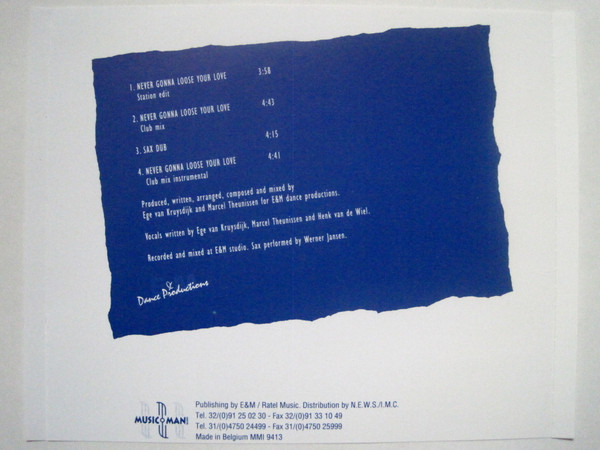 1. NEVER GONNA LOOSE YOUR LOVE 3:58
Station edit
2. NEVER GONNA LOOSE YOUR LOVE 4:43
Club mix
3. SAX DUB 4:15
4. NEVER GONNA LOOSE YOUR LOVE 4:41
Club mix instrumental
Produced, written, arranged, composed and mixed by
Ege van Kruysdijk and Marcel Theunissen for E&M dance productions.
Vocals written by Ege van Kruysdijk, Marcel Theunissen and Henk van de Wiel.
Recorded and mixed at E&M studio. Sax performed by Werner Jansen.
Dance Productions
MUSIC MAN
Publishing by E&M / Ratel Music. Distribution by N.E.W.S./I.M.C.
Tel. 32/(0)91 25 02 30 - Fax 32/(0)91 33 10 49
Tel. 31/(0)4750 24499 - Fax 31/(0)4750 25999
Made in Belgium MMI 9413